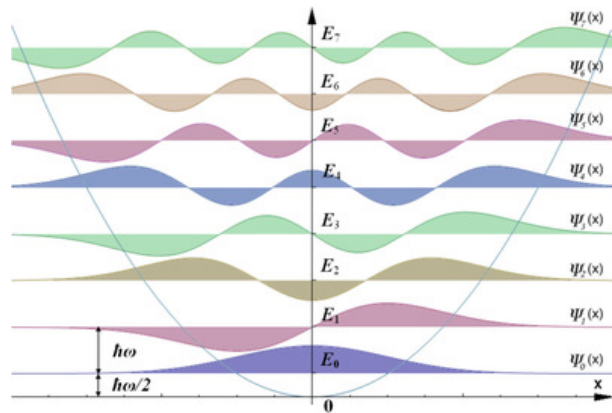 E₇ Ψ₇(x)
E₆ Ψ₆(x)
E₅ Ψ₅(x)
E₄ Ψ₄(x)
E₃ Ψ₃(x)
E₂ Ψ₂(x)
E₁ Ψ₁(x)
ħω
E₀ Ψ₀(x)
ħω/2
x
0